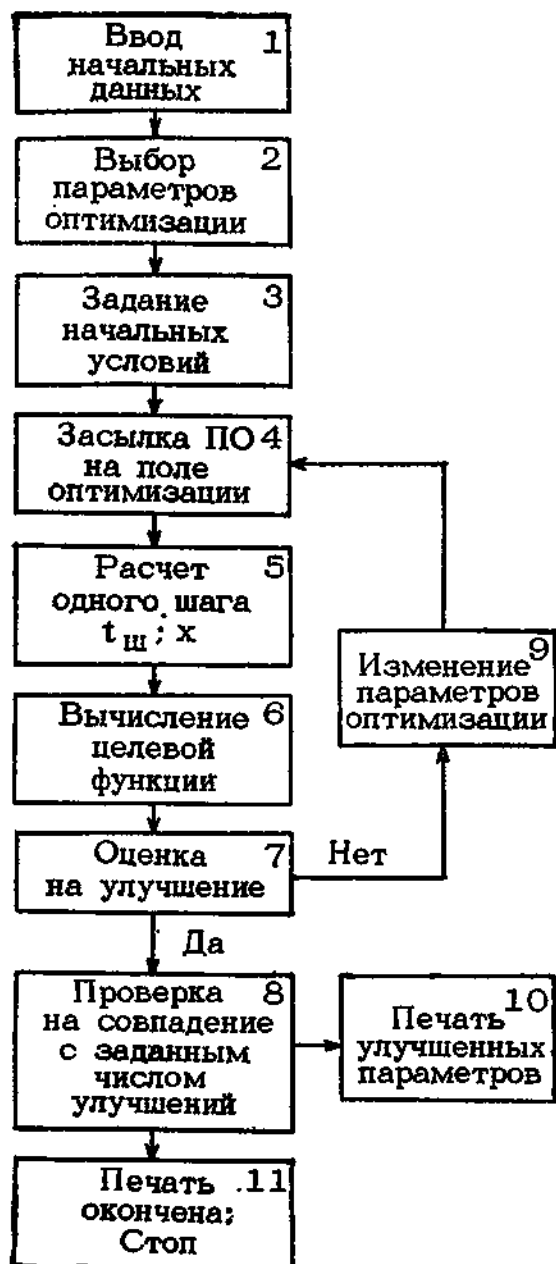 Ввод 1
начальных
данных
Выбор 2
параметров
оптимизации
Задание 3
начальных
условий
Засылка ПО 4
на поле
оптимизации
Расчет 5
одного шага
t ш ; x
Вычисление 6
целевой
функции
Оценка 7
на улучшение
Нет
9
Изменение
параметров
оптимизации
Да
Проверка 8
на совпадение
с заданным
числом
улучшений
10
Печать
улучшенных
параметров
Печать .11
окончена;
Стоп